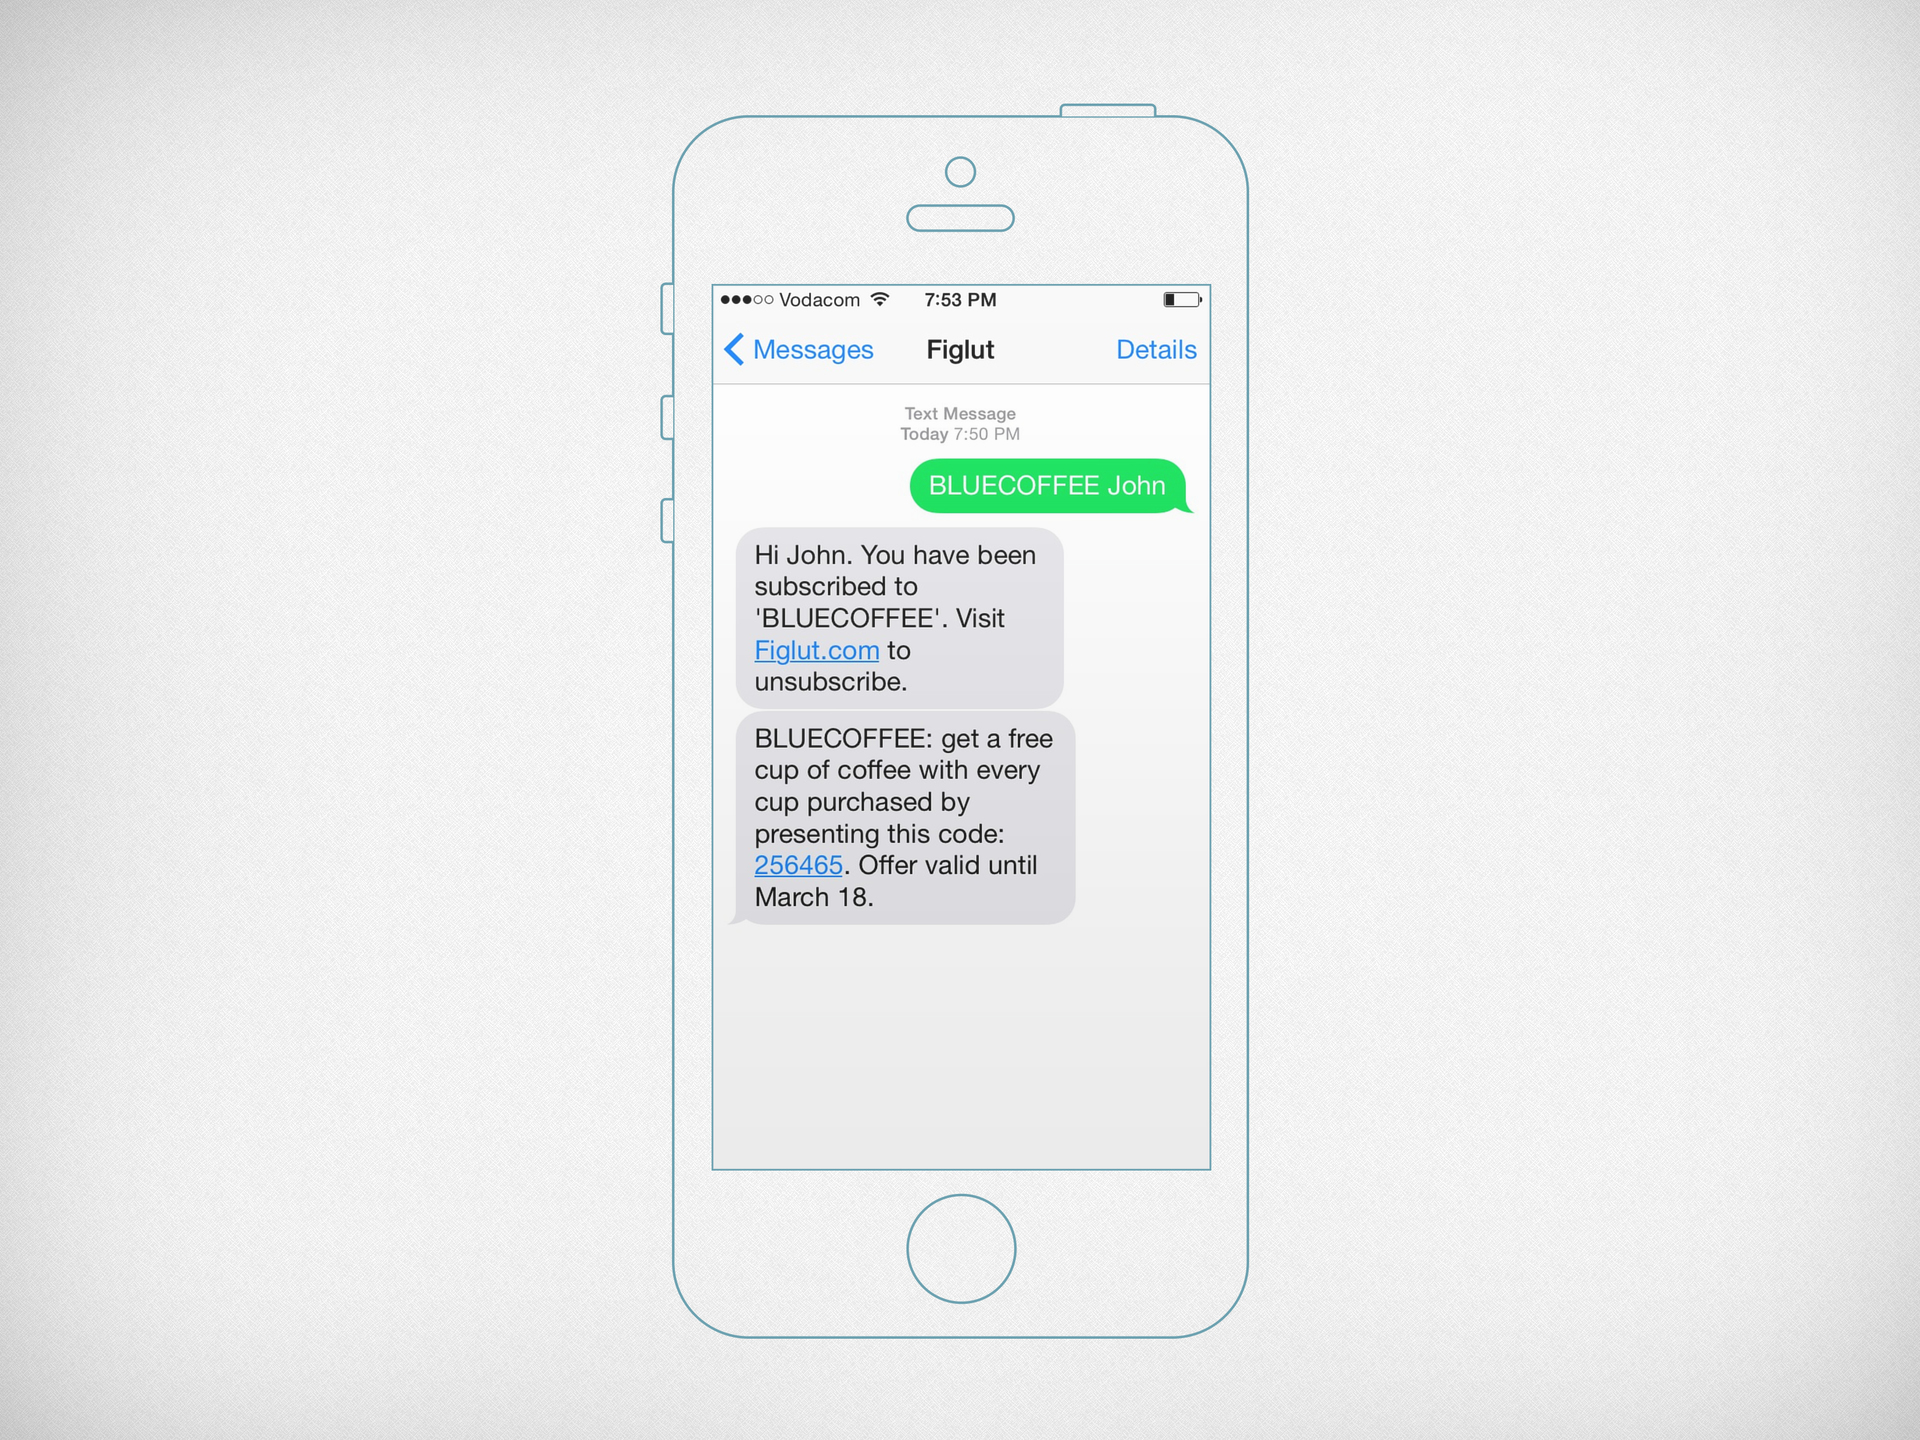 Vodacom 7:53 PM
Messages Figlut Details
Text Message
Today 7:50 PM
BLUECOFFEE John
Hi John. You have been
subscribed to
'BLUECOFFEE'. Visit
Figlut.com to
unsubscribe.
BLUECOFFEE: get a free
cup of coffee with every
cup purchased by
presenting this code:
256465. Offer valid until
March 18.